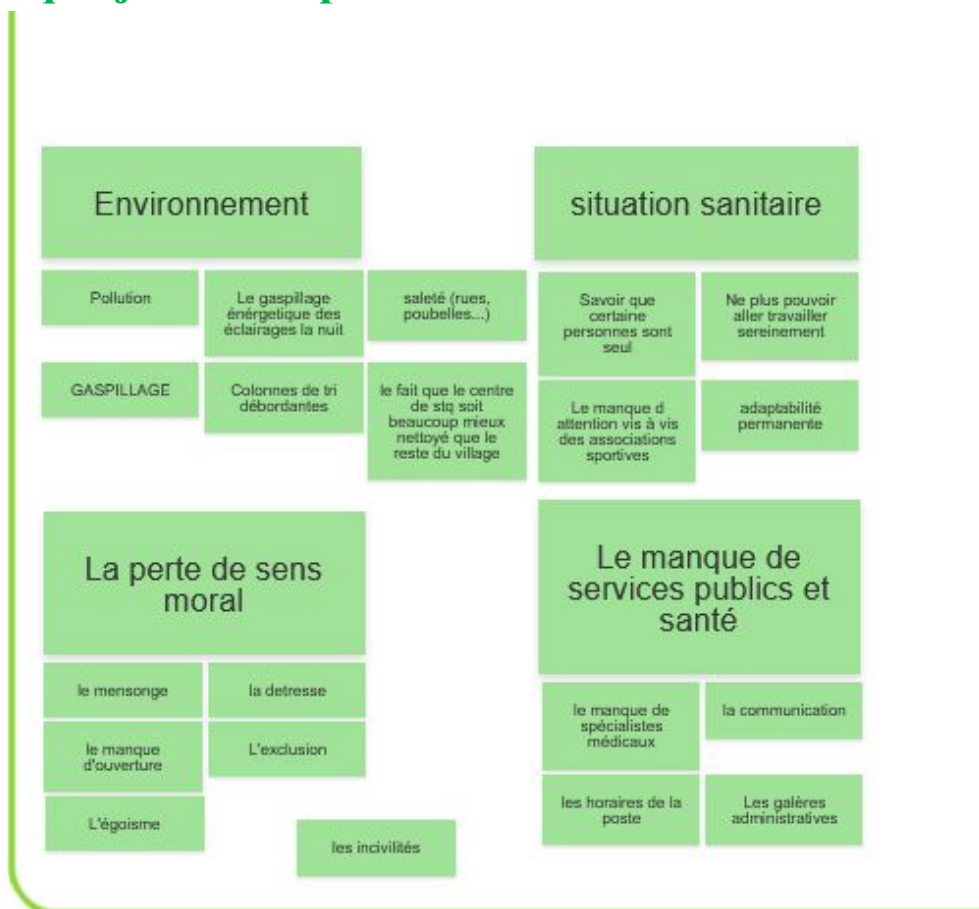 Environnement
Pollution
Le gaspillage
énérgetique des
éclairages la nuit
saleté (rues,
poubelles...)
GASPILLAGE
Colonnes de tri
débordantes
le fait que le centre
de stq soit
beaucoup mieux
nettoyé que le
reste du village
situation sanitaire
Savoir que
certaine
personnes sont
seul
Ne plus pouvoir
aller travailler
sereinement
Le manque d
attention vis à vis
des associations
sportives
adaptabilité
permanente
La perte de sens
moral
le mensonge
la detresse
le manque
d'ouverture
L'exclusion
L'égoisme
les incivilités
Le manque de
services publics et
santé
le manque de
spécialistes
médicaux
la communication
les horaires de la
poste
Les galères
administratives